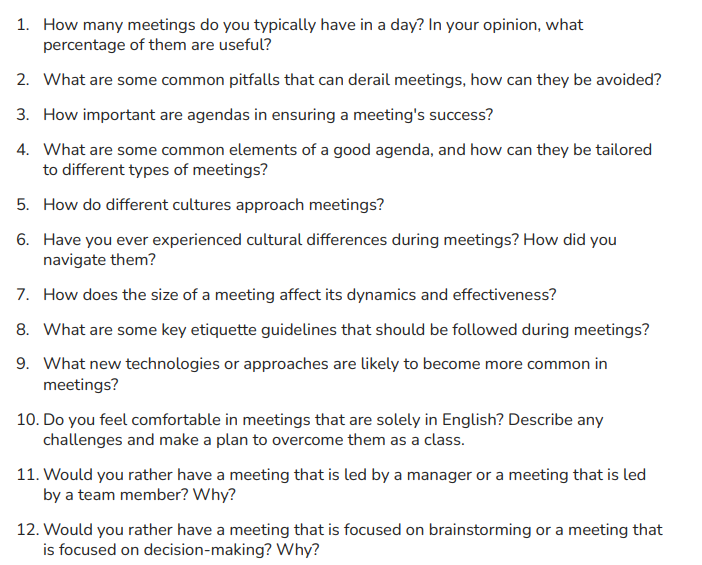 1. How many meetings do you typically have in a day? In your opinion, what
percentage of them are useful?
2. What are some common pitfalls that can derail meetings, how can they be avoided?
3. How important are agendas in ensuring a meeting's success?
4. What are some common elements of a good agenda, and how can they be tailored
to different types of meetings?
5. How do different cultures approach meetings?
6. Have you ever experienced cultural differences during meetings? How did you
navigate them?
7. How does the size of a meeting affect its dynamics and effectiveness?
8. What are some key etiquette guidelines that should be followed during meetings?
9. What new technologies or approaches are likely to become more common in
meetings?
10. Do you feel comfortable in meetings that are solely in English? Describe any
challenges and make a plan to overcome them as a class.
11. Would you rather have a meeting that is led by a manager or a meeting that is led
by a team member? Why?
12. Would you rather have a meeting that is focused on brainstorming or a meeting that
is focused on decision-making? Why?